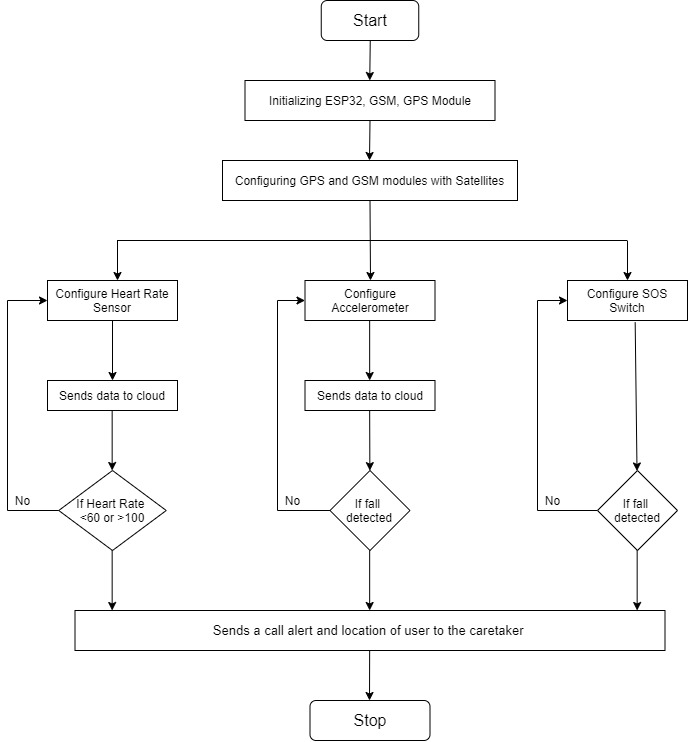 Start
Initializing ESP32, GSM, GPS Module
Configuring GPS and GSM modules with Satellites
Configure Heart Rate
Sensor
Configure
Accelerometer
Configure SOS
Switch
Sends data to cloud
Sends data to cloud
No
If Heart Rate
<60 or >100
No
If fall
detected
No
If fall
detected
Sends a call alert and location of user to the caretaker
Stop